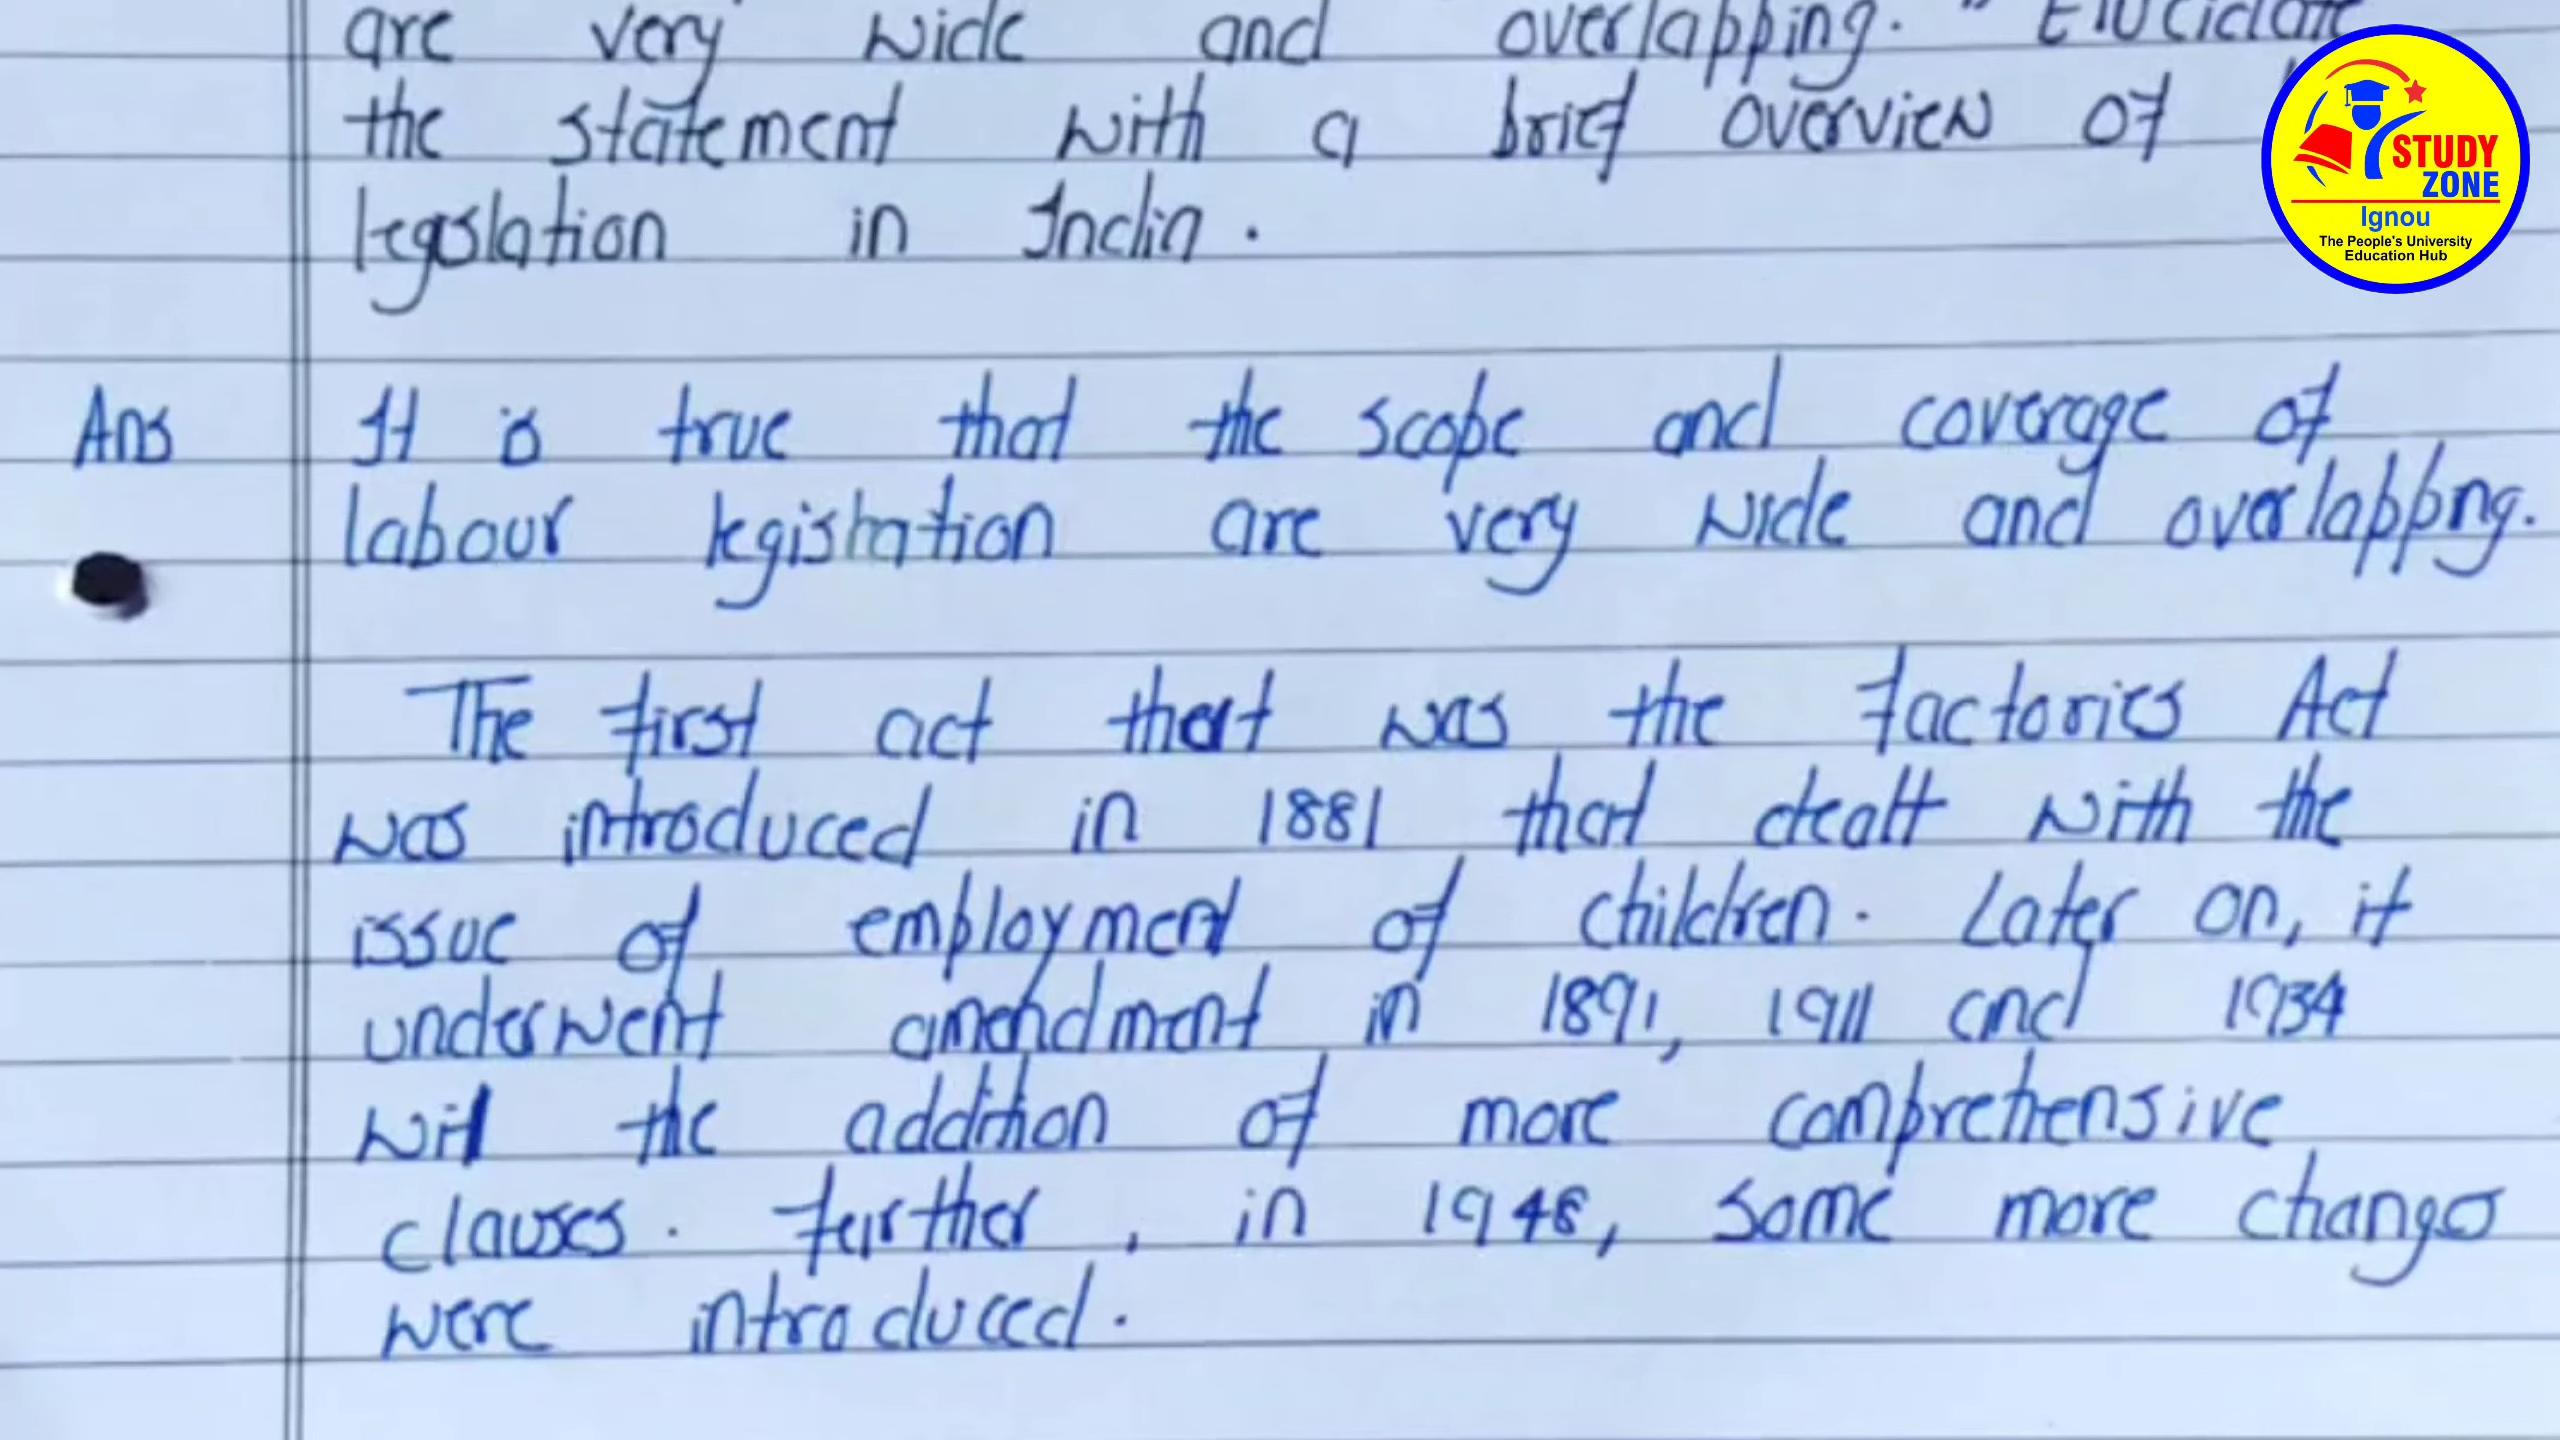 are very wide and overlapping." Elucidate
the statement with a brief overview of
legislation in India.
STUDY
ZONE
Ignou
The People's University
Education Hub
Ans It is true that the scope and coverage of
labour legislation are very wide and overlapping.
The first act that was the Factories Act
was introduced in 1881 that dealt with the
issue of employment of children. Later on, it
underwent amendment in 1891, 1911 and 1934
wit the addition of more comprehensive
clauses. Further, in 1948, some more changes
were introduced.